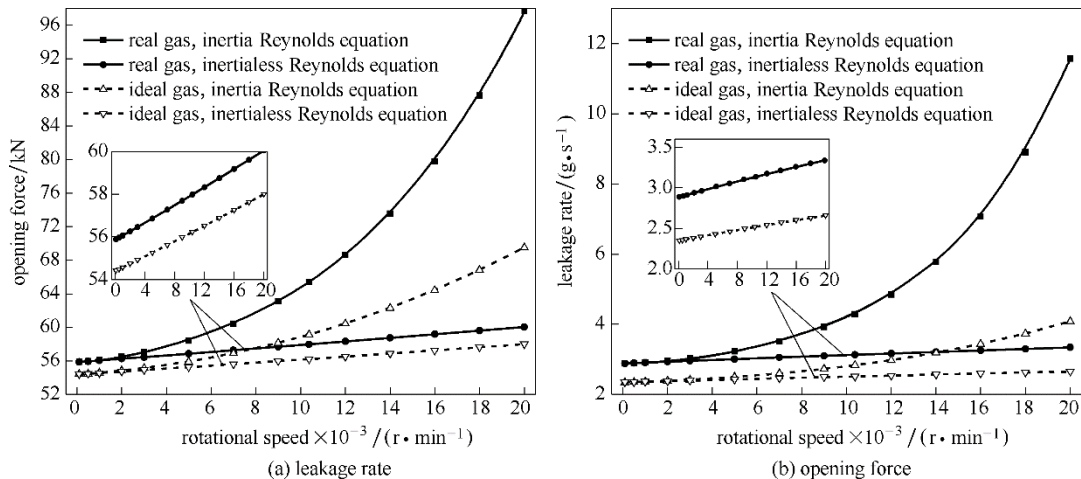 96
92
88
84
80
76
72
68
64
60
56
52
opening force/kN
real gas, inertia Reynolds equation
real gas, inertialess Reynolds equation
ideal gas, inertia Reynolds equation
ideal gas, inertialess Reynolds equation
60
58
56
54
0 4 8 12 16 20
0 2 4 6 8 10 12 14 16 18 20
rotational speed ×10⁻³/(r·min⁻¹)
(a) leakage rate
12
10
8
6
4
2
leakage rate/(g·s⁻¹)
real gas, inertia Reynolds equation
real gas, inertialess Reynolds equation
ideal gas, inertia Reynolds equation
ideal gas, inertialess Reynolds equation
3.5
3.0
2.5
2.0
0 4 8 12 16 20
0 2 4 6 8 10 12 14 16 18 20
rotational speed ×10⁻³/(r·min⁻¹)
(b) opening force